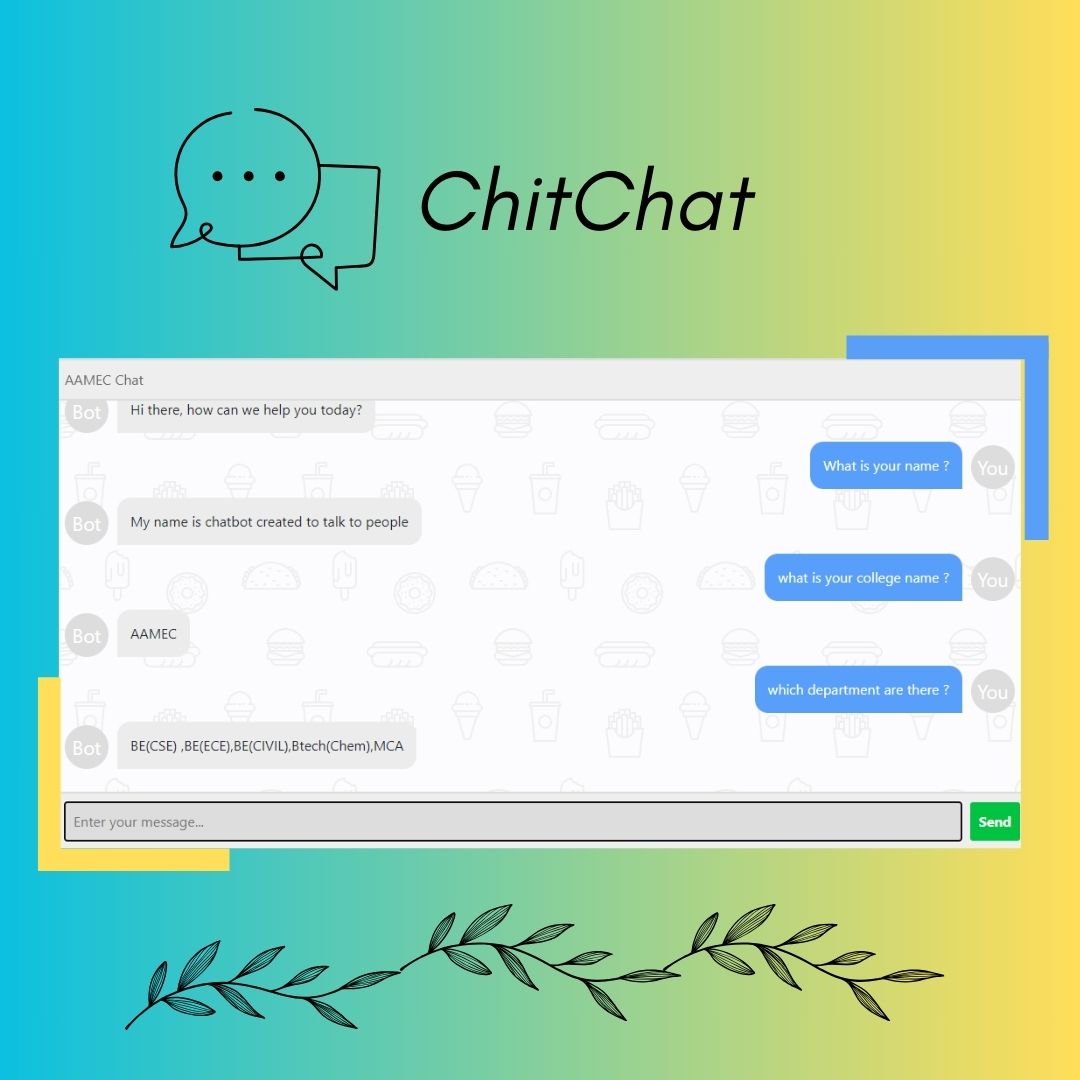 ChitChat
AAMEC Chat
Bot
Hi there, how can we help you today?
What is your name ?
You
Bot
My name is chatbot created to talk to people
what is your college name ?
You
Bot
AAMEC
which department are there ?
You
Bot
BE(CSE) ,BE(ECE),BE(CIVIL),Btech(Chem),MCA
Enter your message...
Send